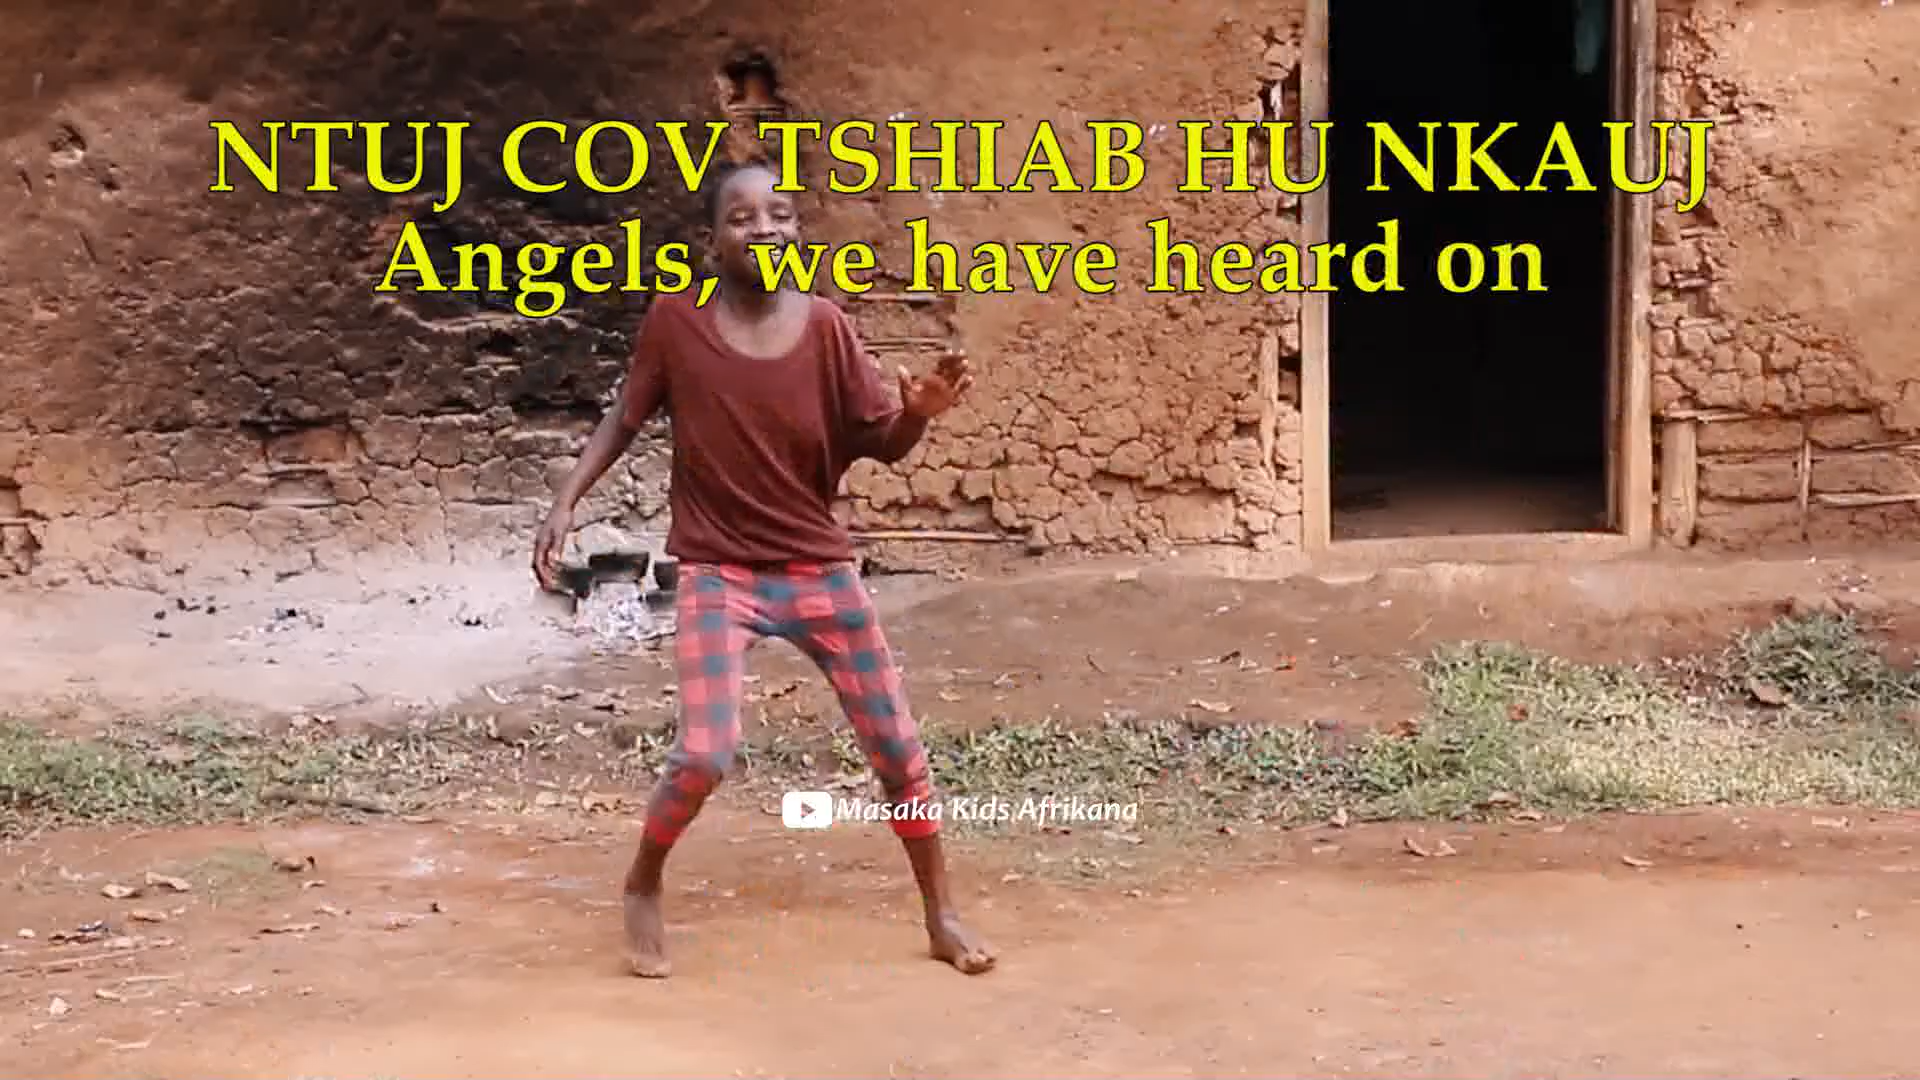 NTUJ COV TSHIAB HU NKAUJ
Angels, we have heard on
Masaka Kids Afrikana